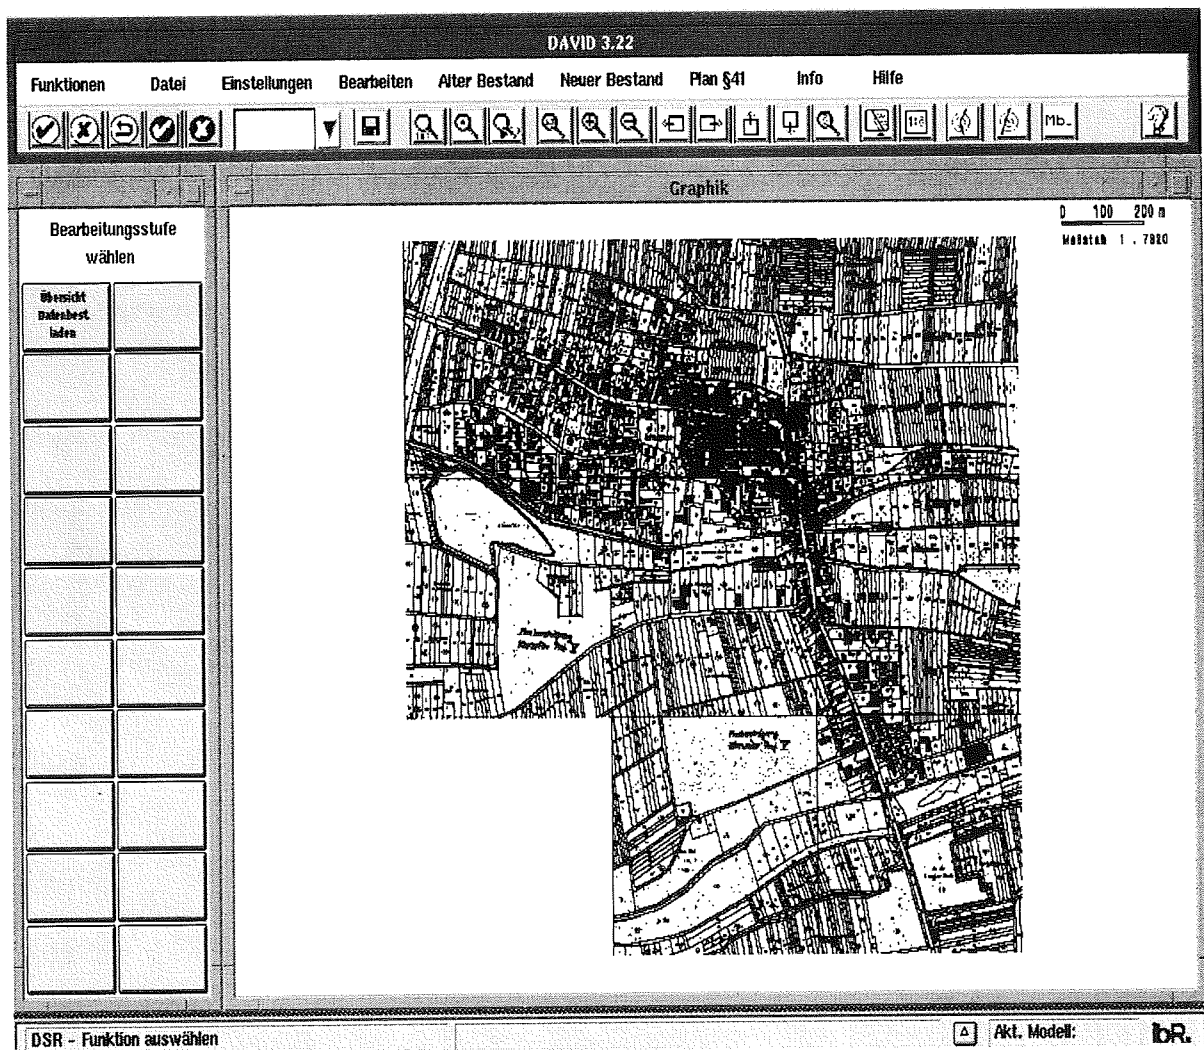 DAVID 3.22
Funktionen Datei Einstellungen Bearbeiten Alter Bestand Neuer Bestand Plan §41 Info Hilfe
Mb_
Graphik
Bearbeitungsstufe
wählen
Übersicht
Datenbest.
laden
0 100 200 m
Maßstab 1 . 7820
DSR - Funktion auswählen
Akt. Modell:
ibR.